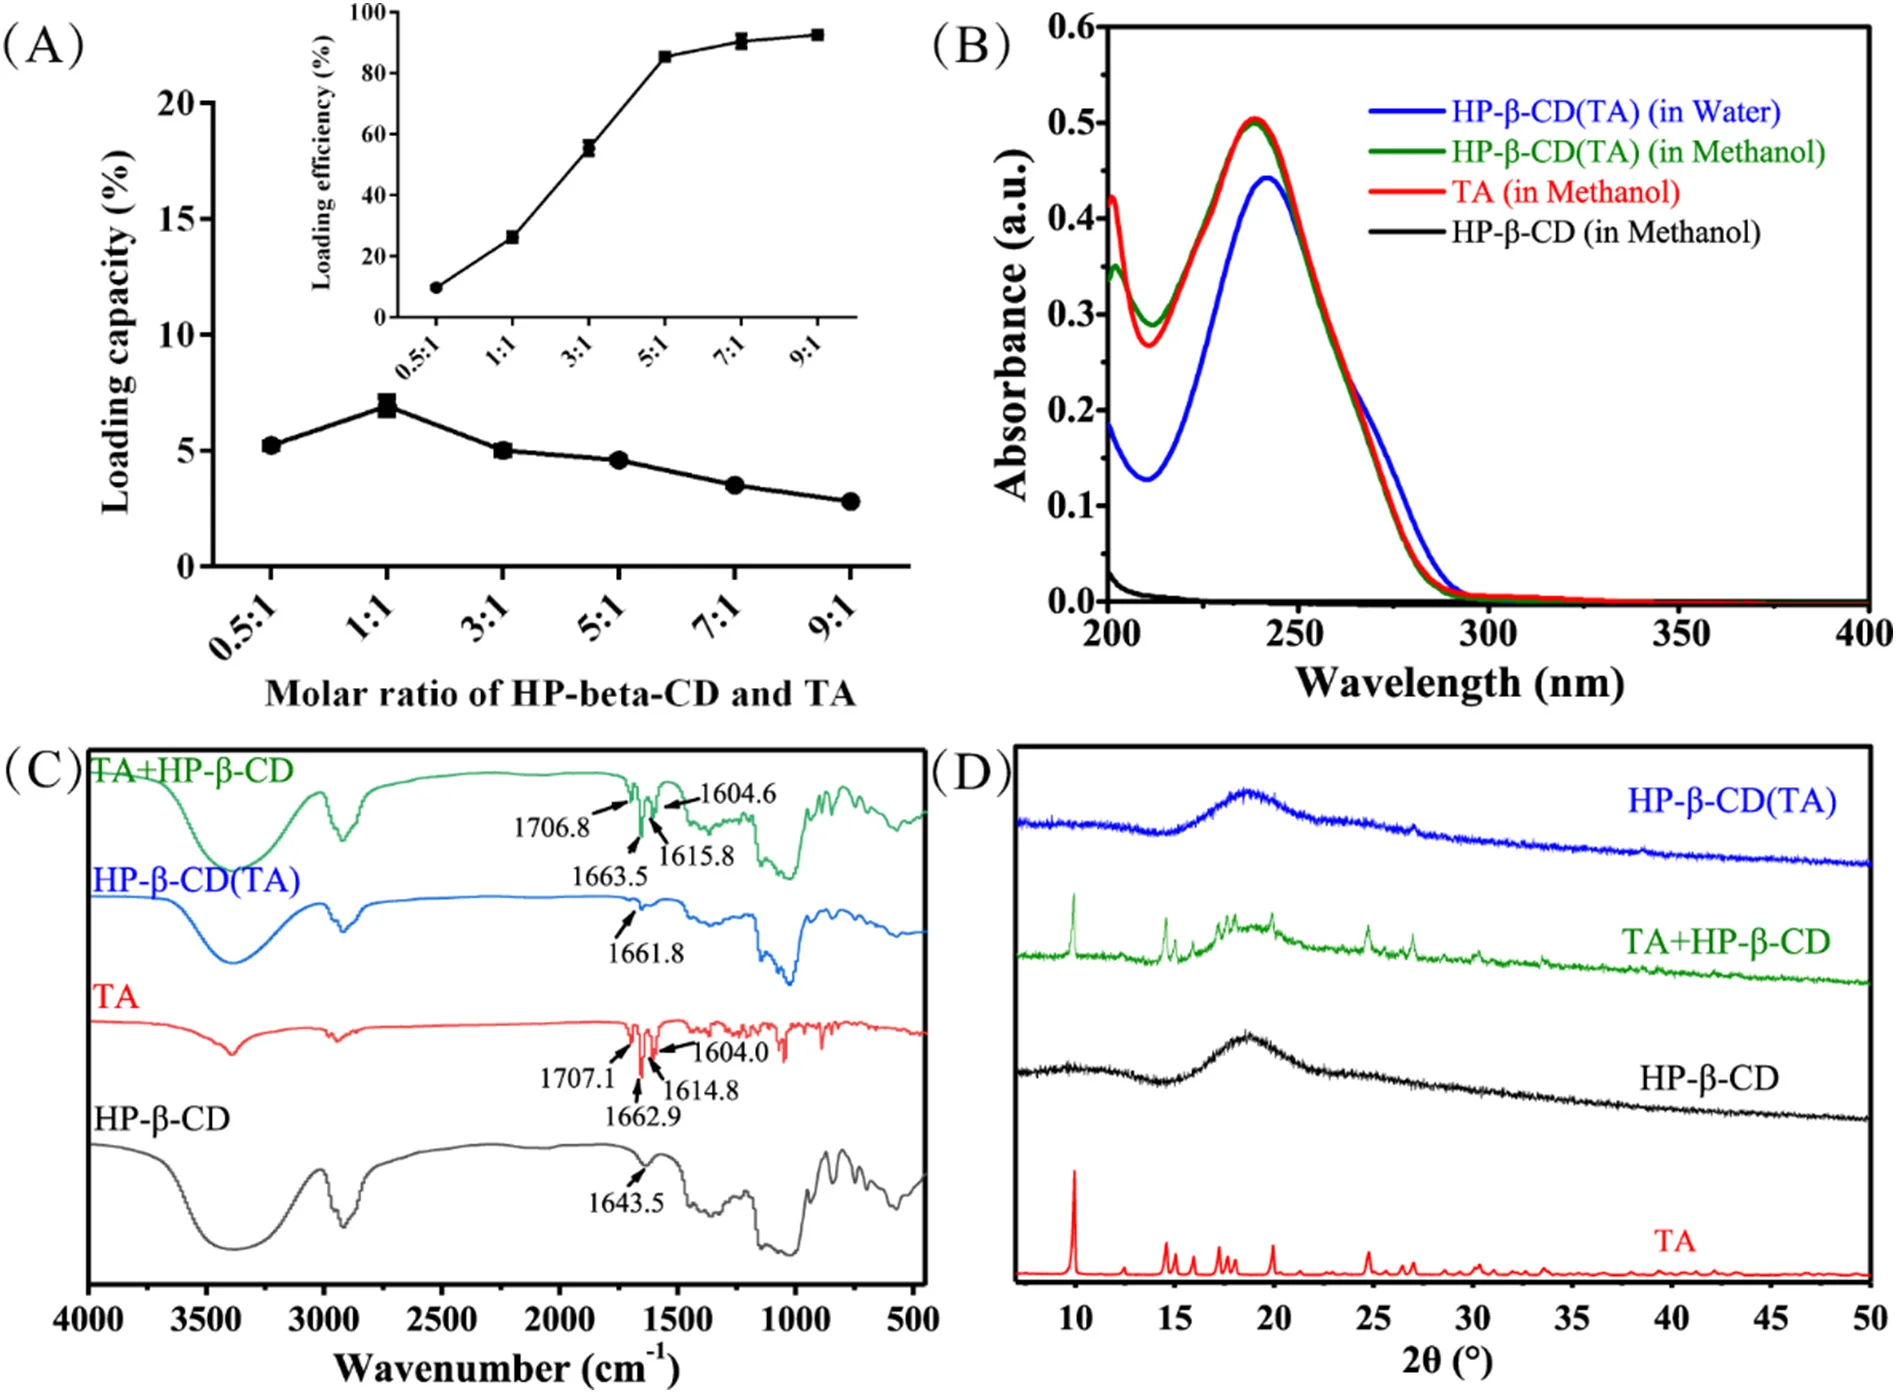 (A)
100
80
60
40
20
0
Loading efficiency (%)
0.5:1
1:1
3:1
5:1
7:1
9:1
20
15
10
5
0
Loading capacity (%)
0.5:1
1:1
3:1
5:1
7:1
9:1
Molar ratio of HP-beta-CD and TA
(B)
0.6
0.5
0.4
0.3
0.2
0.1
0.0
Absorbance (a.u.)
HP-β-CD(TA) (in Water)
HP-β-CD(TA) (in Methanol)
TA (in Methanol)
HP-β-CD (in Methanol)
200
250
300
350
400
Wavelength (nm)
(C)
TA+HP-β-CD
1706.8
1604.6
1615.8
1663.5
HP-β-CD(TA)
1661.8
TA
1707.1
1604.0
1614.8
1662.9
HP-β-CD
1643.5
4000
3500
3000
2500
2000
1500
1000
500
Wavenumber (cm⁻¹)
(D)
HP-β-CD(TA)
TA+HP-β-CD
HP-β-CD
TA
10
15
20
25
30
35
40
45
50
2θ (°)